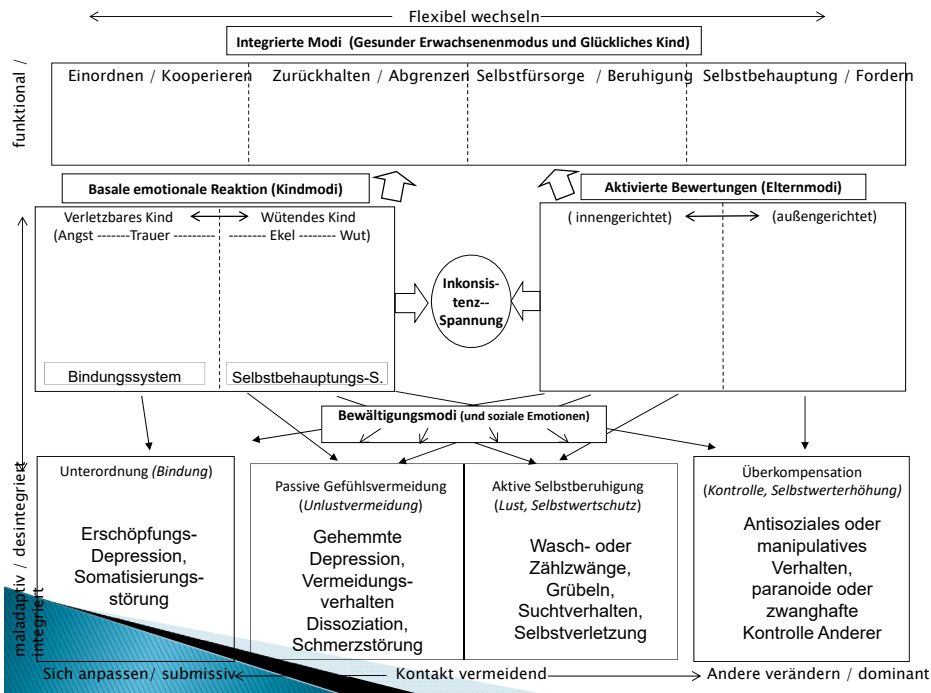 Flexibel wechseln
Integrierte Modi (Gesunder Erwachsenenmodus und Glückliches Kind)
funktional /
Einordnen / Kooperieren
Zurückhalten / Abgrenzen
Selbstfürsorge / Beruhigung
Selbstbehauptung / Fordern
Basale emotionale Reaktion (Kindmodi)
Aktivierte Bewertungen (Elternmodi)
Verletzbares Kind
Wütendes Kind
(Angst -------Trauer ---------
----- Ekel ----- Wut)
( innengerichtet)
(außengerichtet)
Inkonsis-
tenz--
Spannung
Bindungssystem
Selbstbehauptungs-S.
Bewältigungsmodi (und soziale Emotionen)
maladaptiv / desintegriert
integriert
Unterordnung (Bindung)
Erschöpfungs-
Depression,
Somatisierungs-
störung
Passive Gefühlsvermeidung
(Unlustvermeidung)
Gehemmte
Depression,
Vermeidungs-
verhalten
Dissoziation,
Schmerzstörung
Aktive Selbstberuhigung
(Lust, Selbstwertschutz)
Wasch- oder
Zählzwänge,
Grübeln,
Suchtverhalten,
Selbstverletzung
Überkompensation
(Kontrolle, Selbstwerterhöhung)
Antisoziales oder
manipulatives
Verhalten,
paranoide oder
zwanghafte
Kontrolle Anderer
Sich anpassen/ submissiv
Kontakt vermeidend
Andere verändern / dominant